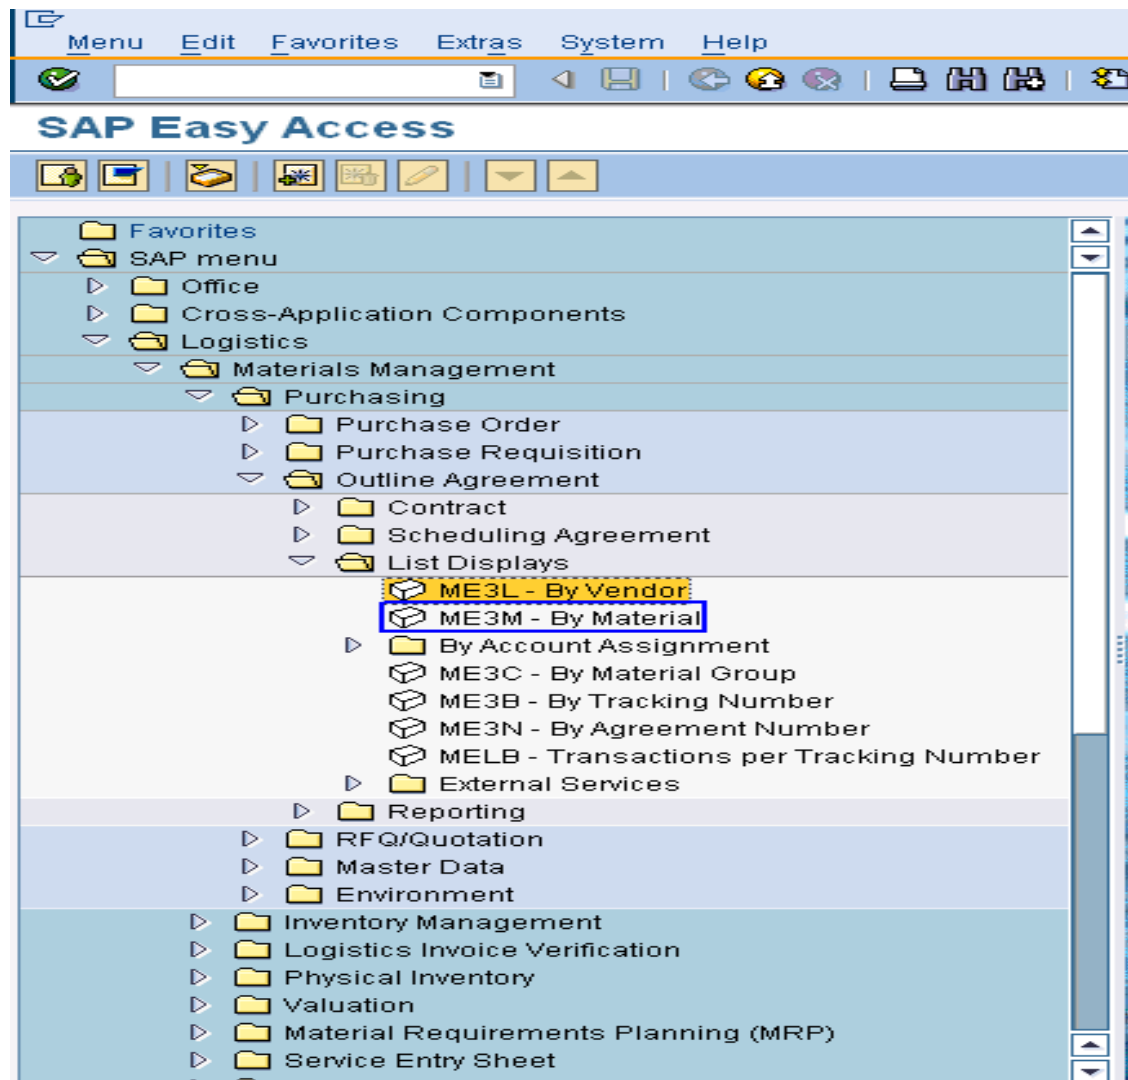 Menu Edit Favorites Extras System Help
SAP Easy Access
Favorites
SAP menu
Office
Cross-Application Components
Logistics
Materials Management
Purchasing
Purchase Order
Purchase Requisition
Outline Agreement
Contract
Scheduling Agreement
List Displays
ME3L - By Vendor
ME3M - By Material
By Account Assignment
ME3C - By Material Group
ME3B - By Tracking Number
ME3N - By Agreement Number
MELB - Transactions per Tracking Number
External Services
Reporting
RFQ/Quotation
Master Data
Environment
Inventory Management
Logistics Invoice Verification
Physical Inventory
Valuation
Material Requirements Planning (MRP)
Service Entry Sheet